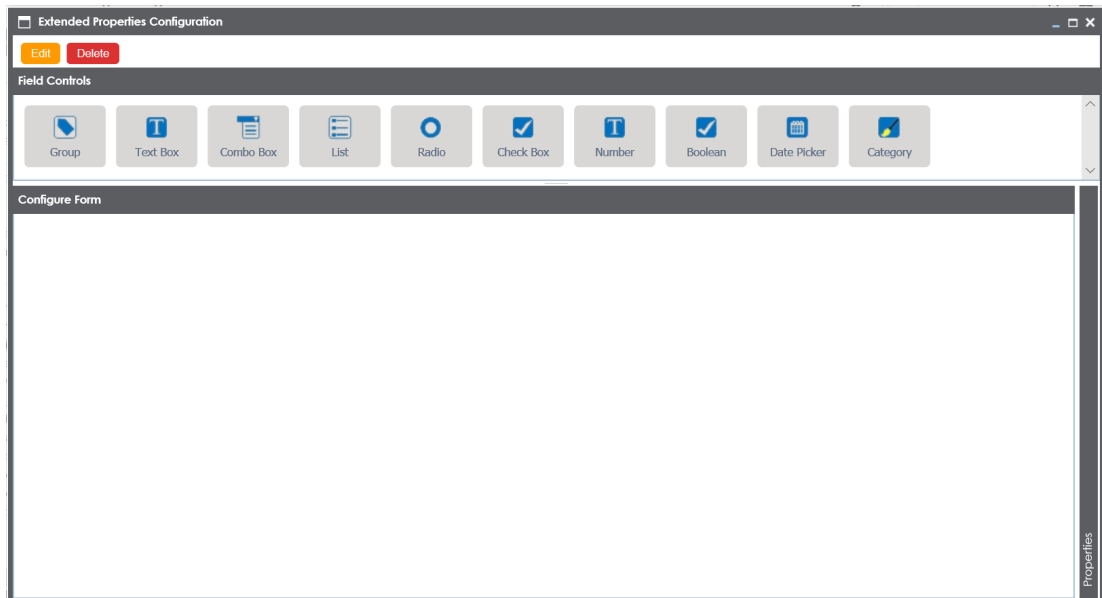 Extended Properties Configuration
Edit Delete
Field Controls
Group Text Box Combo Box List Radio Check Box Number Boolean Date Picker Category
Configure Form
Properties